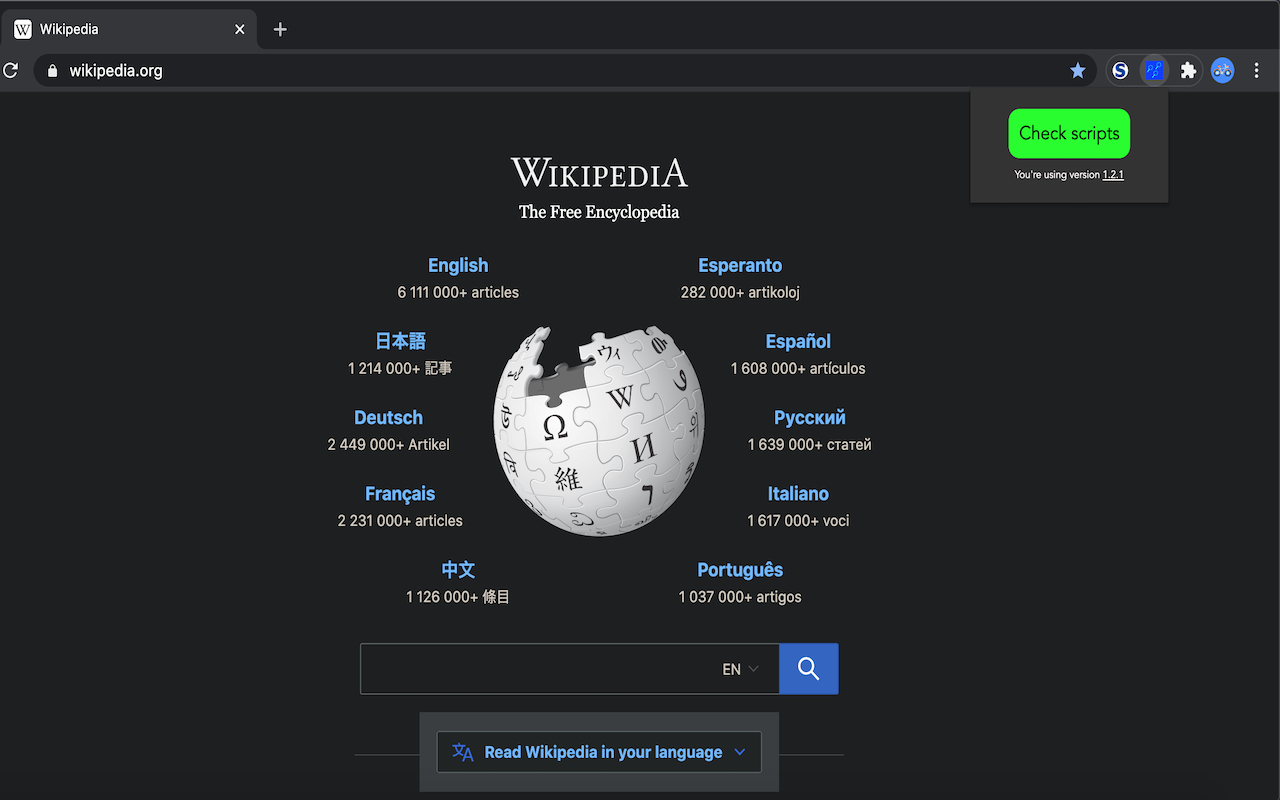 Wikipedia
wikipedia.org
Check scripts
You're using version 1.2.1
WIKIPEDIA
The Free Encyclopedia
English
6 111 000+ articles
Esperanto
282 000+ artikoloj
日本語
1 214 000+ 記事
Español
1 608 000+ artículos
Deutsch
2 449 000+ Artikel
Русский
1 639 000+ статей
Français
2 231 000+ articles
Italiano
1 617 000+ voci
中文
1 126 000+ 條目
Português
1 037 000+ artigos
Ω
W
И
維
ウィ
EN
Read Wikipedia in your language